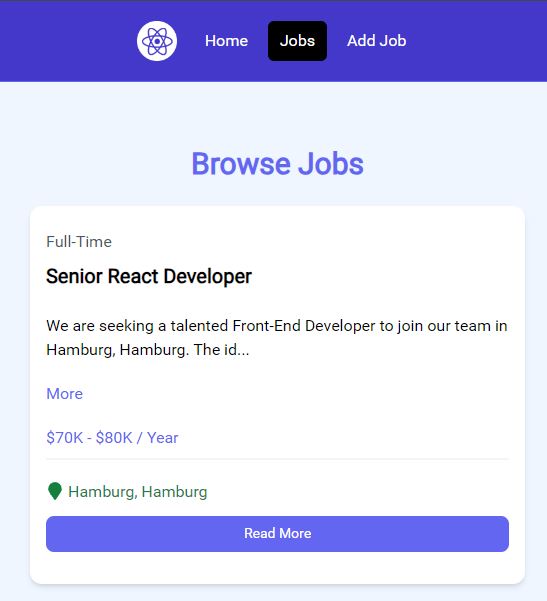 Home Jobs Add Job
Browse Jobs
Full-Time
Senior React Developer
We are seeking a talented Front-End Developer to join our team in
Hamburg, Hamburg. The id...
More
$70K - $80K / Year
Hamburg, Hamburg
Read More